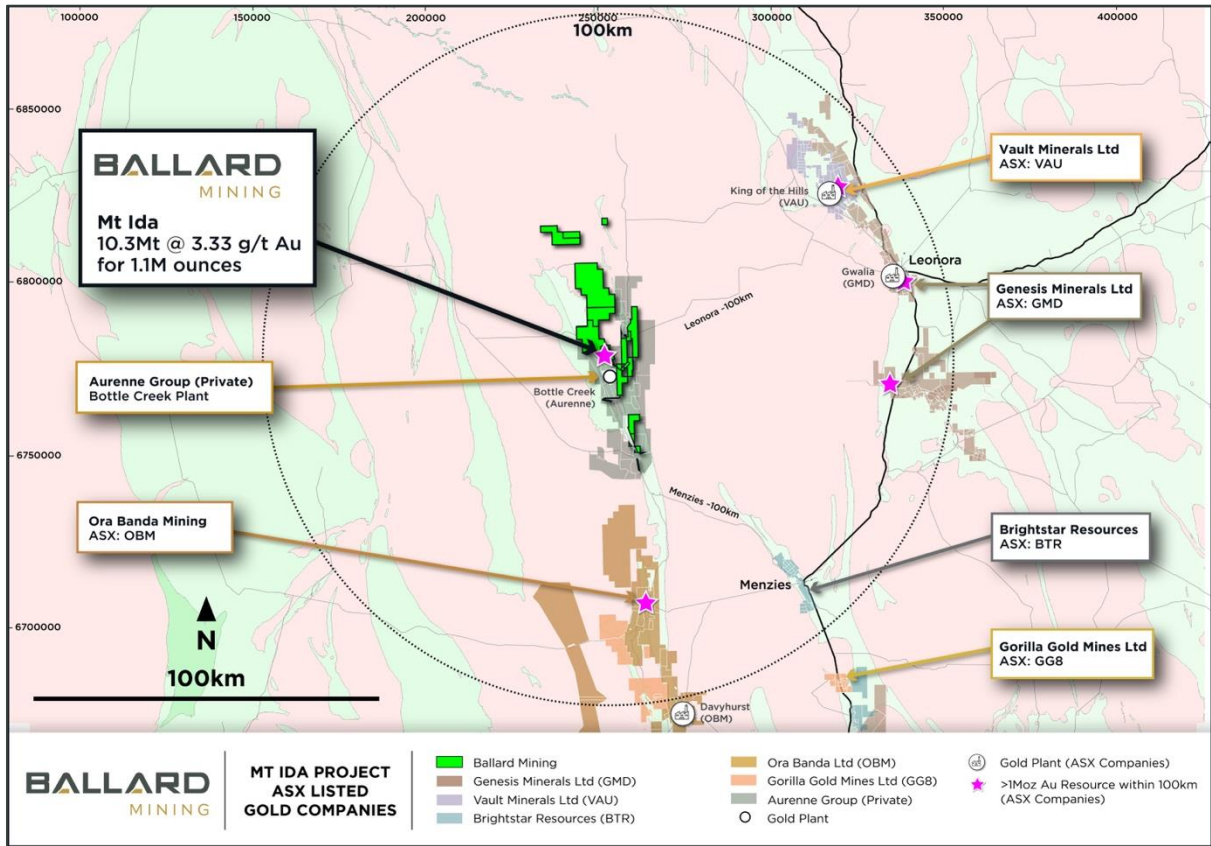 100000
150000
200000
250000
300000
350000
400000
100km
6850000
6800000
6750000
6700000
BALLARD
MINING
Mt Ida
10.3Mt @ 3.33 g/t Au
for 1.1M ounces
Vault Minerals Ltd
ASX: VAU
King of the Hills
(VAU)
Leonora
Gwalia
(GMD)
Genesis Minerals Ltd
ASX: GMD
Leonora ~100km
Aurenne Group (Private)
Bottle Creek Plant
Bottle Creek
(Aurenne)
Menzies ~100km
Ora Banda Mining
ASX: OBM
Brightstar Resources
ASX: BTR
Menzies
N
100km
Gorilla Gold Mines Ltd
ASX: GG8
Davyhurst
(OBM)
BALLARD
MINING
MT IDA PROJECT
ASX LISTED
GOLD COMPANIES
Ballard Mining
Genesis Minerals Ltd (GMD)
Vault Minerals Ltd (VAU)
Brightstar Resources (BTR)
Ora Banda Ltd (OBM)
Gorilla Gold Mines Ltd (GG8)
Aurenne Group (Private)
Gold Plant
Gold Plant (ASX Companies)
>1Moz Au Resource within 100km
(ASX Companies)